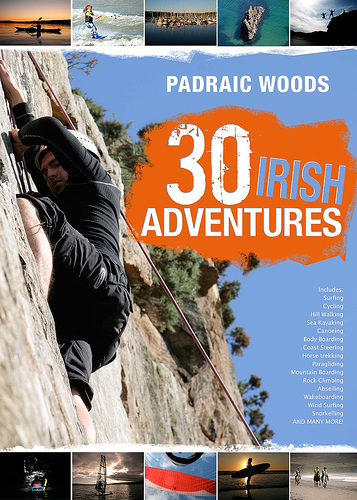 PADRAIC WOODS
30 IRISH
ADVENTURES
Includes:
Surfing
Cycling
Hill Walking
Sea Kayaking
Canoeing
Body Boarding
Coast Steering
Horse trekking
Paragliding
Mountain Boarding
Rock Climbing
Abseiling
Wakeboarding
Wind Surfing
Snorkelling
AND MANY MORE!